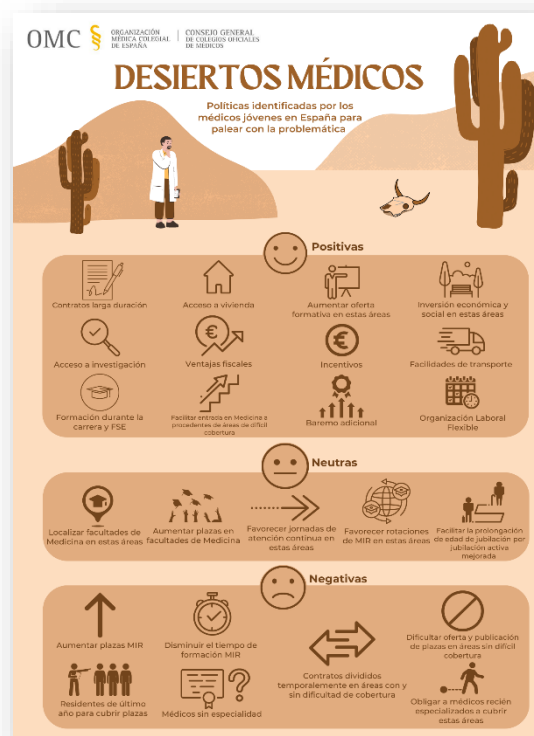 OMC
ORGANIZACIÓN
MÉDICA COLEGIAL
DE ESPAÑA
CONSEJO GENERAL
DE COLEGIOS OFICIALES
DE MÉDICOS
DESIERTOS MÉDICOS
Políticas identificadas por los
médicos jóvenes en España para
palear con la problemática
Positivas
Contratos larga duración
Acceso a vivienda
Aumentar oferta
formativa en estas áreas
Inversión económica y
social en estas áreas
Acceso a investigación
Ventajas fiscales
Incentivos
Facilidades de transporte
Formación durante la
carrera y FSE
Facilitar entrada en Medicina a
procedentes de áreas de difícil
cobertura
Baremo adicional
Organización Laboral
Flexible
Neutras
Localizar facultades de
Medicina en estas áreas
Aumentar plazas en
facultades de Medicina
Favorecer jornadas de
atención continua en
estas áreas
Favorecer rotaciones
de MIR en estas áreas
Facilitar la prolongación
de edad de jubilación por
jubilación activa
mejorada
Negativas
Aumentar plazas MIR
Disminuir el tiempo de
formación MIR
Contratos divididos
temporalmente en áreas con y
sin dificultad de cobertura
Dificultar oferta y publicación
de plazas en áreas sin difícil
cobertura
Residentes de último
año para cubrir plazas
Médicos sin especialidad
Obligar a médicos recién
especializados a cubrir
estas áreas